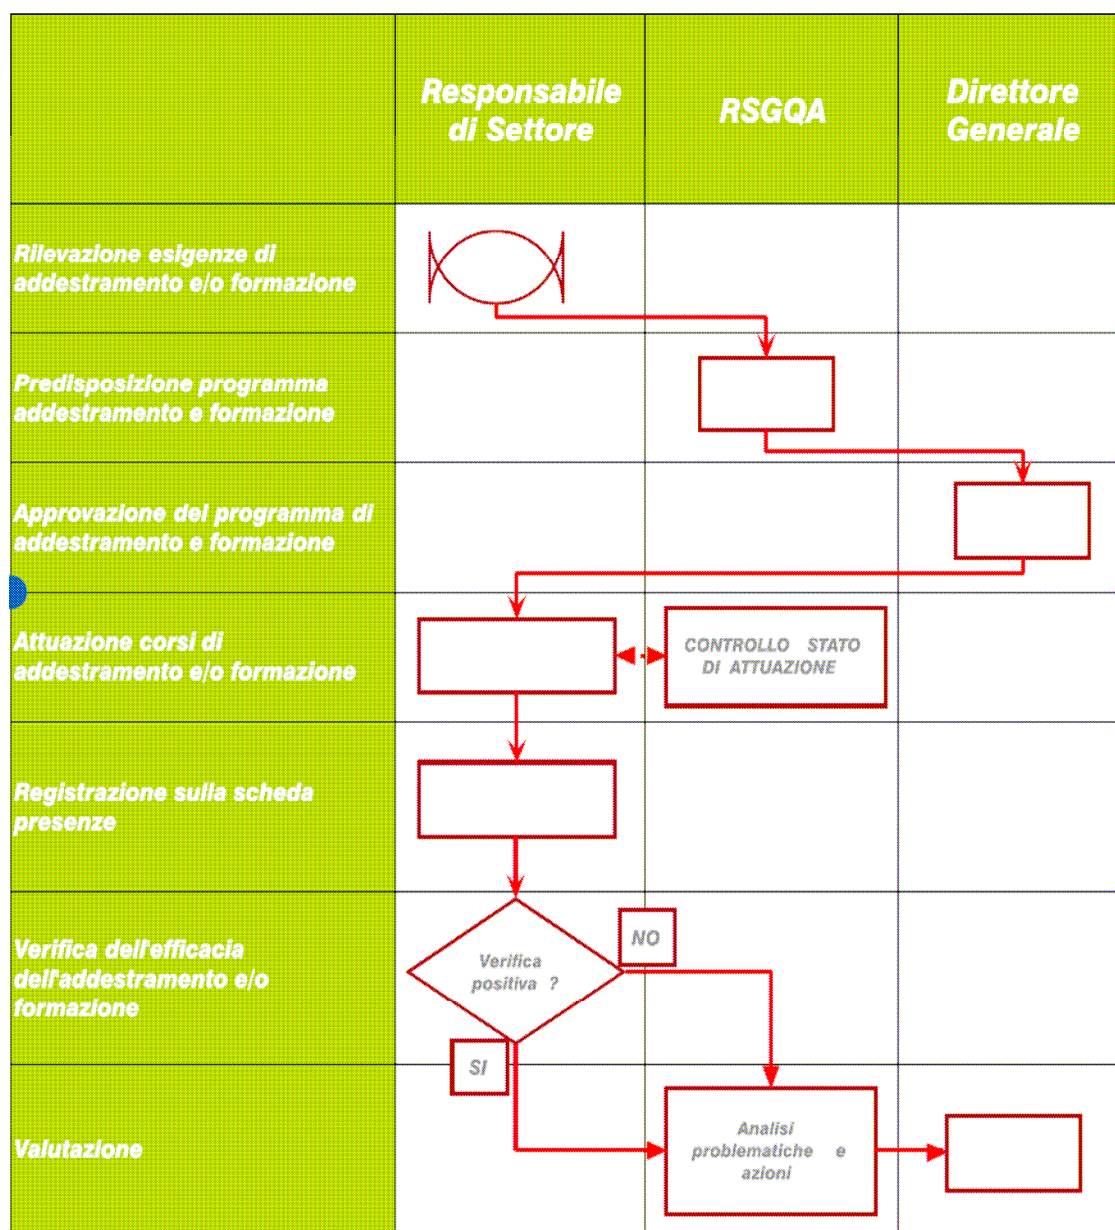 Responsabile
di Settore
RSGQA
Direttore
Generale
Rilevazione esigenze di
addestramento e/o formazione
Predisposizione programma
addestramento e formazione
Approvazione del programma di
addestramento e formazione
Attuazione corsi di
addestramento e/o formazione
CONTROLLO STATO
DI ATTUAZIONE
Registrazione sulla scheda
presenze
Verifica dell'efficacia
dell'addestramento e/o
formazione
Verifica
positiva ?
NO
SI
Valutazione
Analisi
problematiche e
azioni